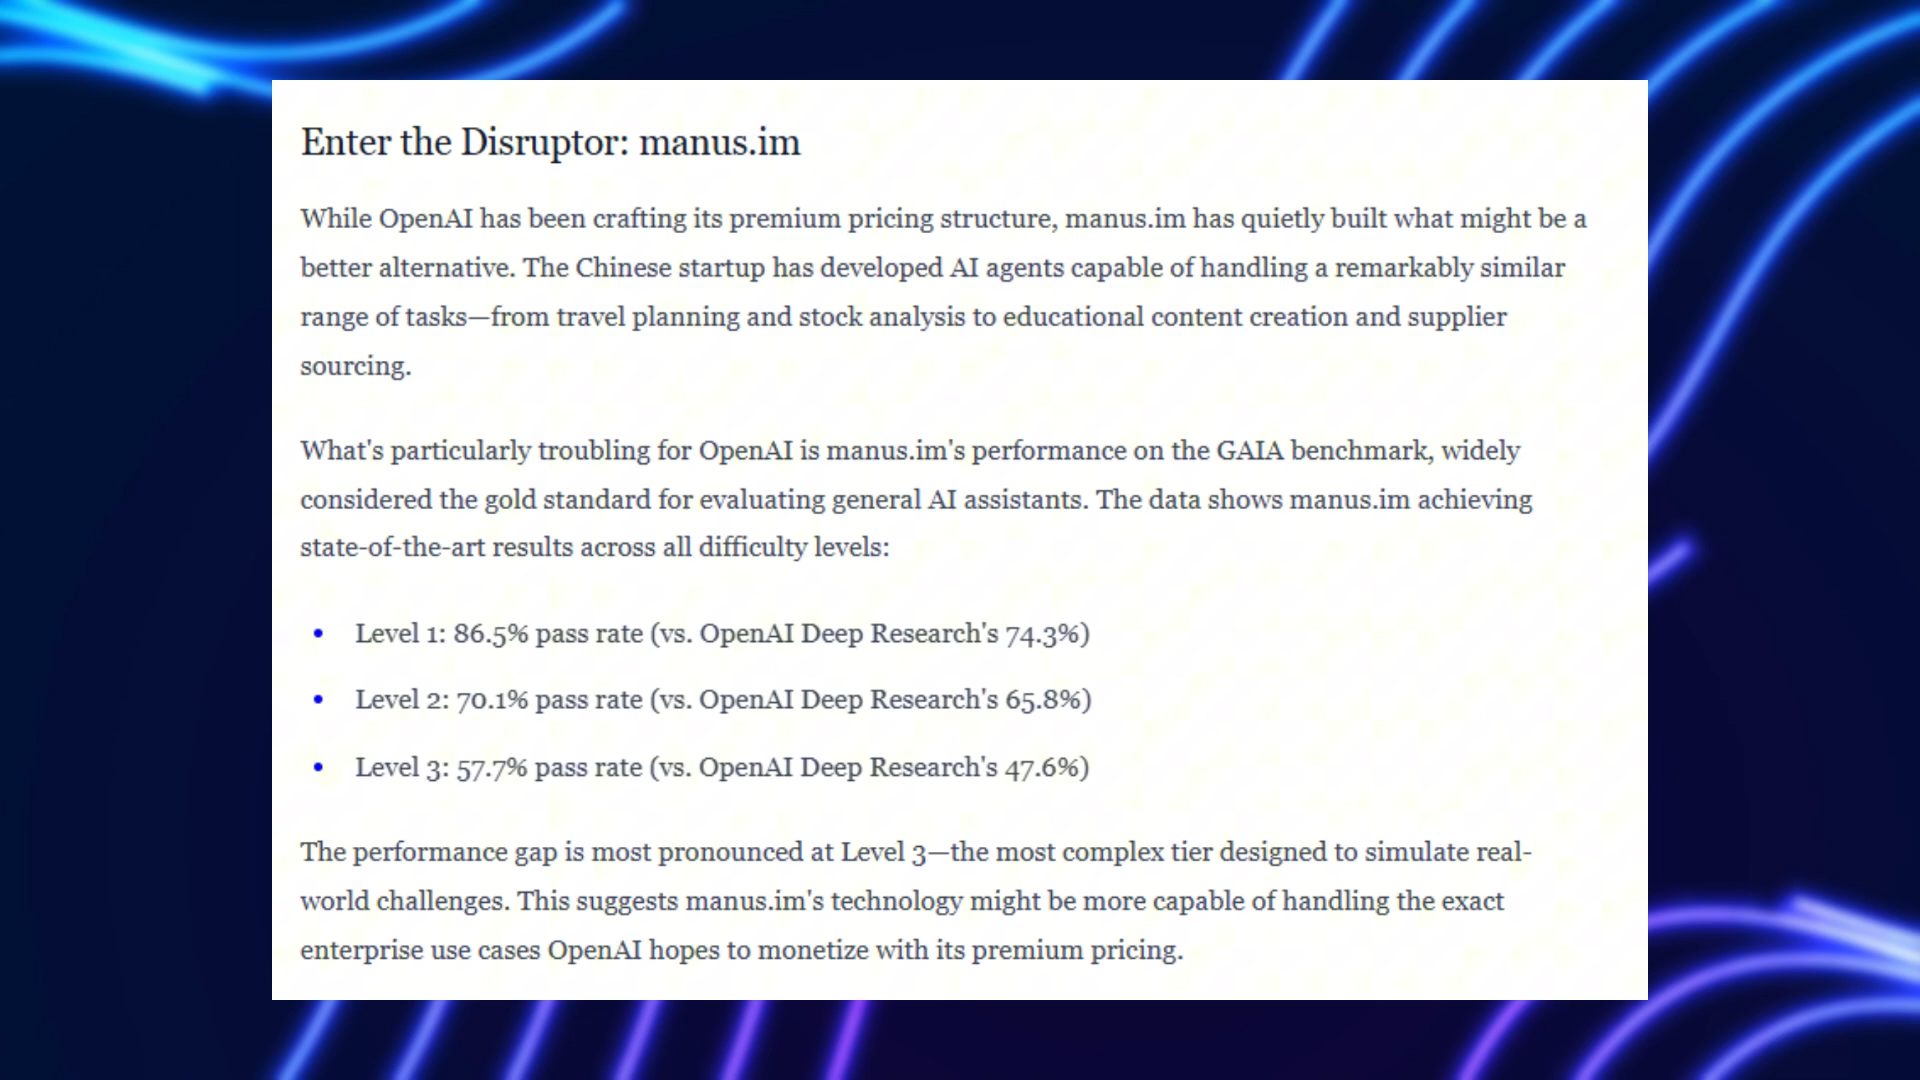 Enter the Disruptor: manus.im
While OpenAI has been crafting its premium pricing structure, manus.im has quietly built what might be a
better alternative. The Chinese startup has developed AI agents capable of handling a remarkably similar
range of tasks—from travel planning and stock analysis to educational content creation and supplier
sourcing.
What's particularly troubling for OpenAI is manus.im's performance on the GAIA benchmark, widely
considered the gold standard for evaluating general AI assistants. The data shows manus.im achieving
state-of-the-art results across all difficulty levels:
• Level 1: 86.5% pass rate (vs. OpenAI Deep Research's 74.3%)
• Level 2: 70.1% pass rate (vs. OpenAI Deep Research's 65.8%)
• Level 3: 57.7% pass rate (vs. OpenAI Deep Research's 47.6%)
The performance gap is most pronounced at Level 3—the most complex tier designed to simulate real-
world challenges. This suggests manus.im's technology might be more capable of handling the exact
enterprise use cases OpenAI hopes to monetize with its premium pricing.